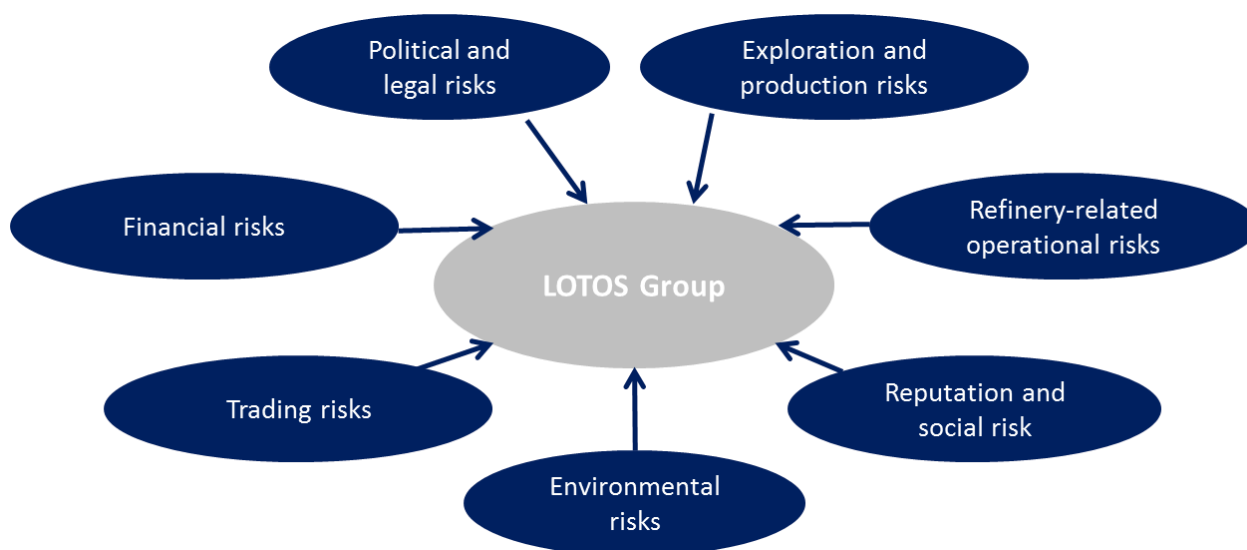 Political and
legal risks
Exploration and
production risks
Financial risks
Refinery-related
operational risks
LOTOS Group
Trading risks
Reputation and
social risk
Environmental
risks